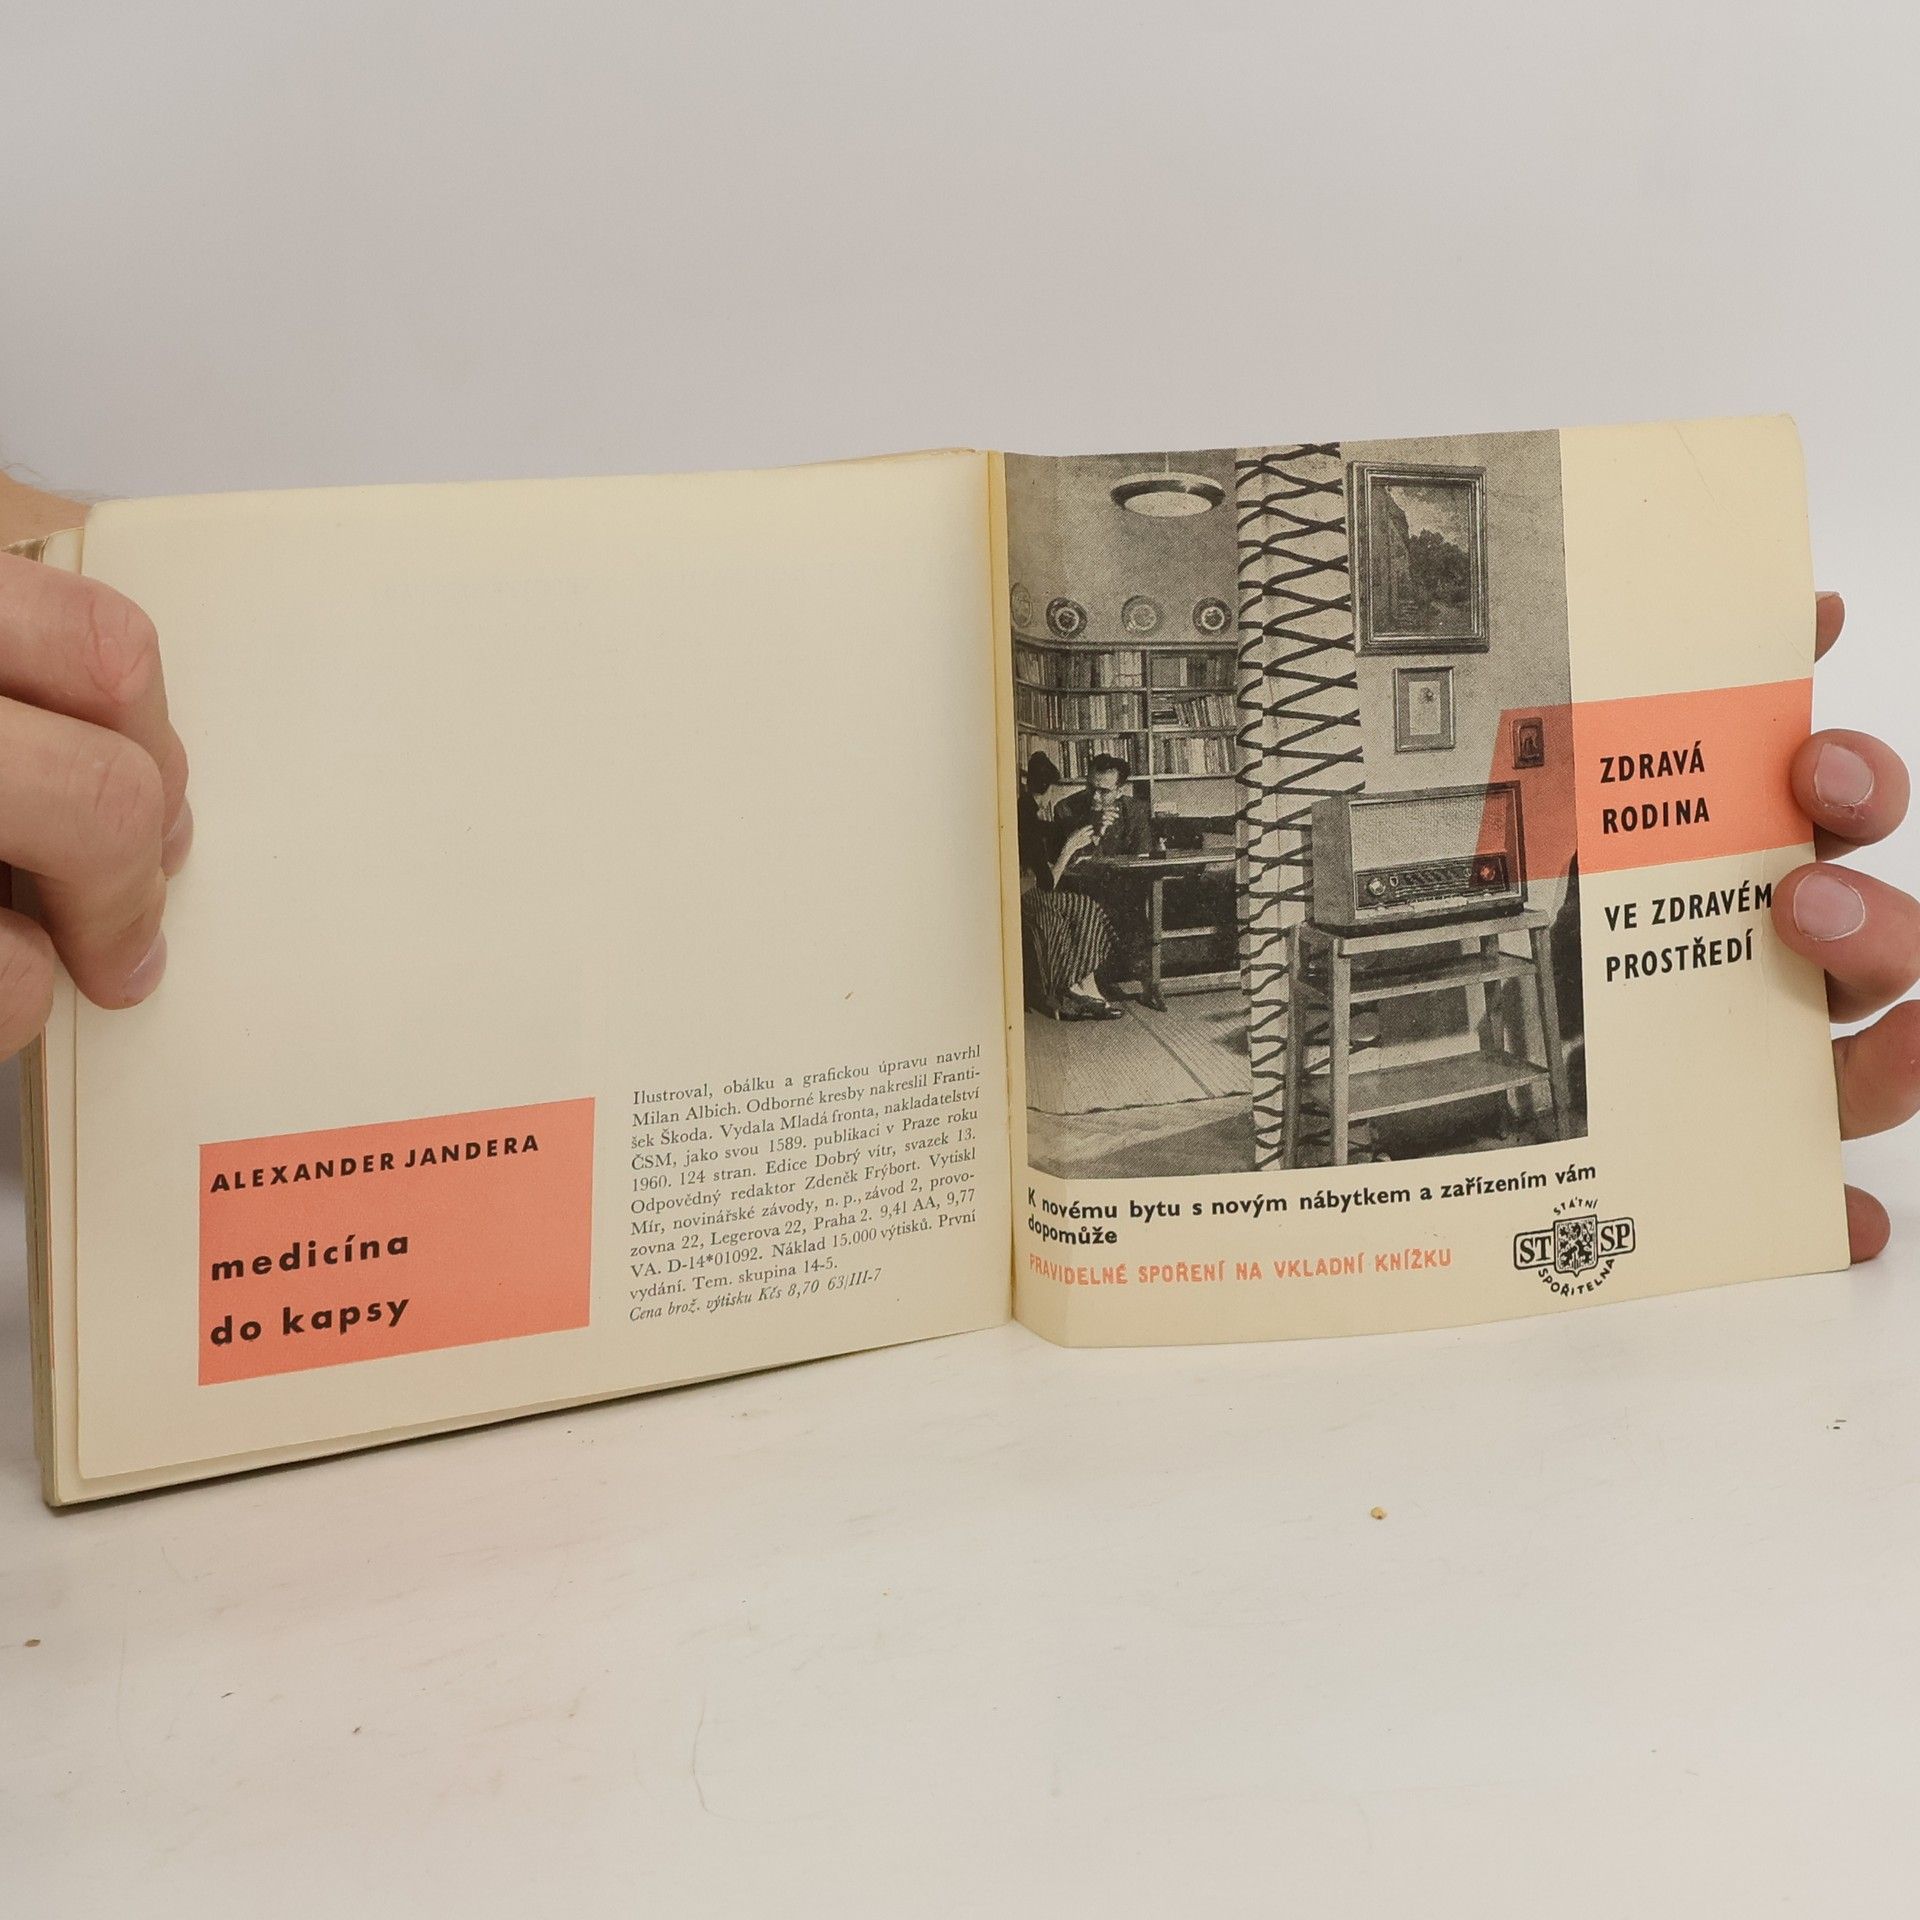 ALEXANDER JANDERA
medicína
do kapsy
Ilustroval, obálku a grafickou úpravu navrhl
Milan Albich. Odborné kresby nakreslil Franti-
šek Škoda. Vydala Mladá fronta, nakladatelství
ČSM, jako svou 1589. publikaci v Praze roku
1960. 124 stran. Edice Dobrý vítr, svazek 13.
Odpovědný redaktor Zdeněk Frýbort. Vytiskl
Mír, novinářské závody, n. p., závod 2, provo-
zovna 22, Legerova 22, Praha 2. 9,41 AA, 9,77
VA. D-14*01092. Náklad 15.000 výtisků. První
vydání. Tem. skupina 14-5.
Cena brož. výtisku Kčs 8,70 63/III-7
ZDRAVÁ
RODINA
VE ZDRAVÉM
PROSTŘEDÍ
K novému bytu s novým nábytkem a zařízením vám
dopomůže
PRAVIDELNÉ SPOŘENÍ NA VKLADNÍ KNÍŽKU
STÁTNÍ
ST SP
SPOŘITELNA